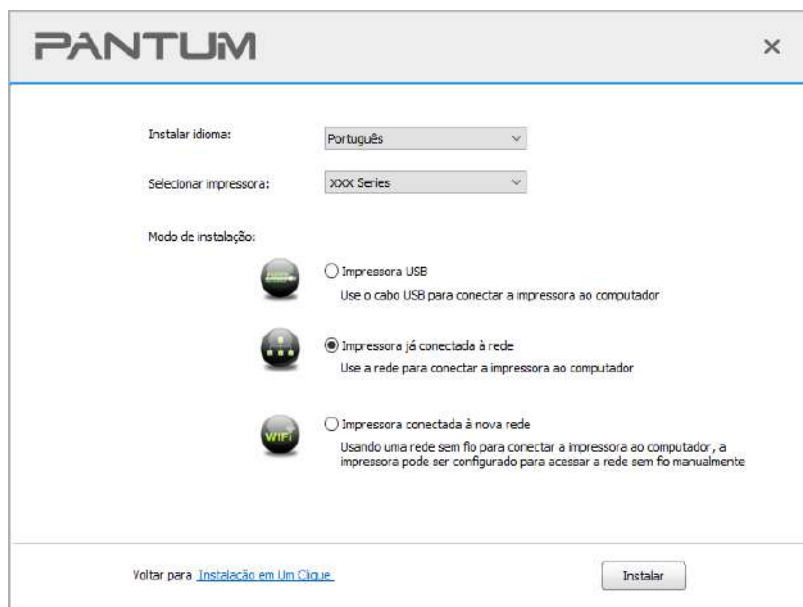 PANTUM
Instalar idioma:
Português
Selecionar impressora:
XXX Series
Modo de instalação:
Impressora USB
Use o cabo USB para conectar a impressora ao computador
Impressora já conectada à rede
Use a rede para conectar a impressora ao computador
WiFi
Impressora conectada à nova rede
Usando uma rede sem fio para conectar a impressora ao computador, a
impressora pode ser configurado para acessar a rede sem fio manualmente
Voltar para Instalação em Um Clique
Instalar